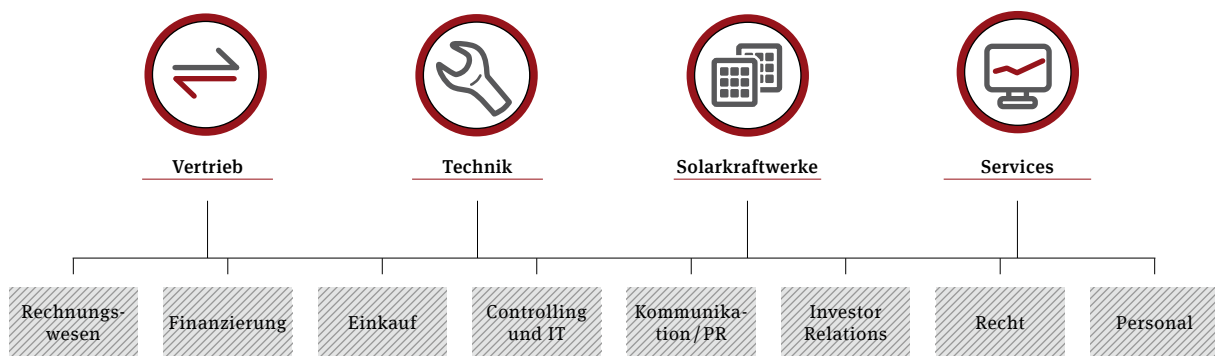 Vertrieb
Technik
Solarkraftwerke
Services
Rechnungs-
wesen
Finanzierung
Einkauf
Controlling
und IT
Kommunika-
tion/PR
Investor
Relations
Recht
Personal